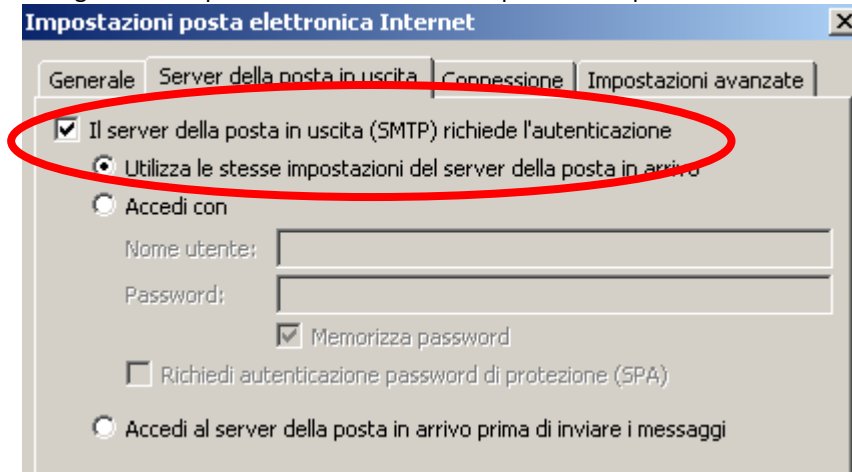 Impostazioni posta elettronica Internet
Generale Server della posta in uscita Connessione Impostazioni avanzate
Il server della posta in uscita (SMTP) richiede l'autenticazione
Utilizza le stesse impostazioni del server della posta in arrivo
Accedi con
Nome utente:
Password:
Memorizza password
Richiedi autenticazione password di protezione (SPA)
Accedi al server della posta in arrivo prima di inviare i messaggi